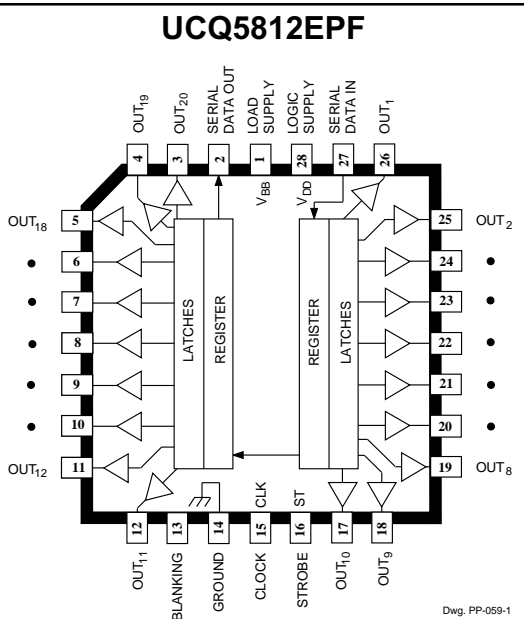 UCQ5812EPF
OUT19
OUT20
SERIAL DATA OUT
LOAD SUPPLY
LOGIC SUPPLY
SERIAL DATA IN
OUT1
4
3
2
1
28
27
26
VBB
VDD
OUT18
5
25
OUT2
•
6
24
•
•
7
23
•
•
8
22
•
•
9
21
•
•
10
20
•
OUT12
11
19
OUT8
LATCHES
REGISTER
REGISTER
LATCHES
CLK
ST
12
13
14
15
16
17
18
OUT11
BLANKING
GROUND
CLOCK
STROBE
OUT10
OUT9
Dwg. PP-059-1